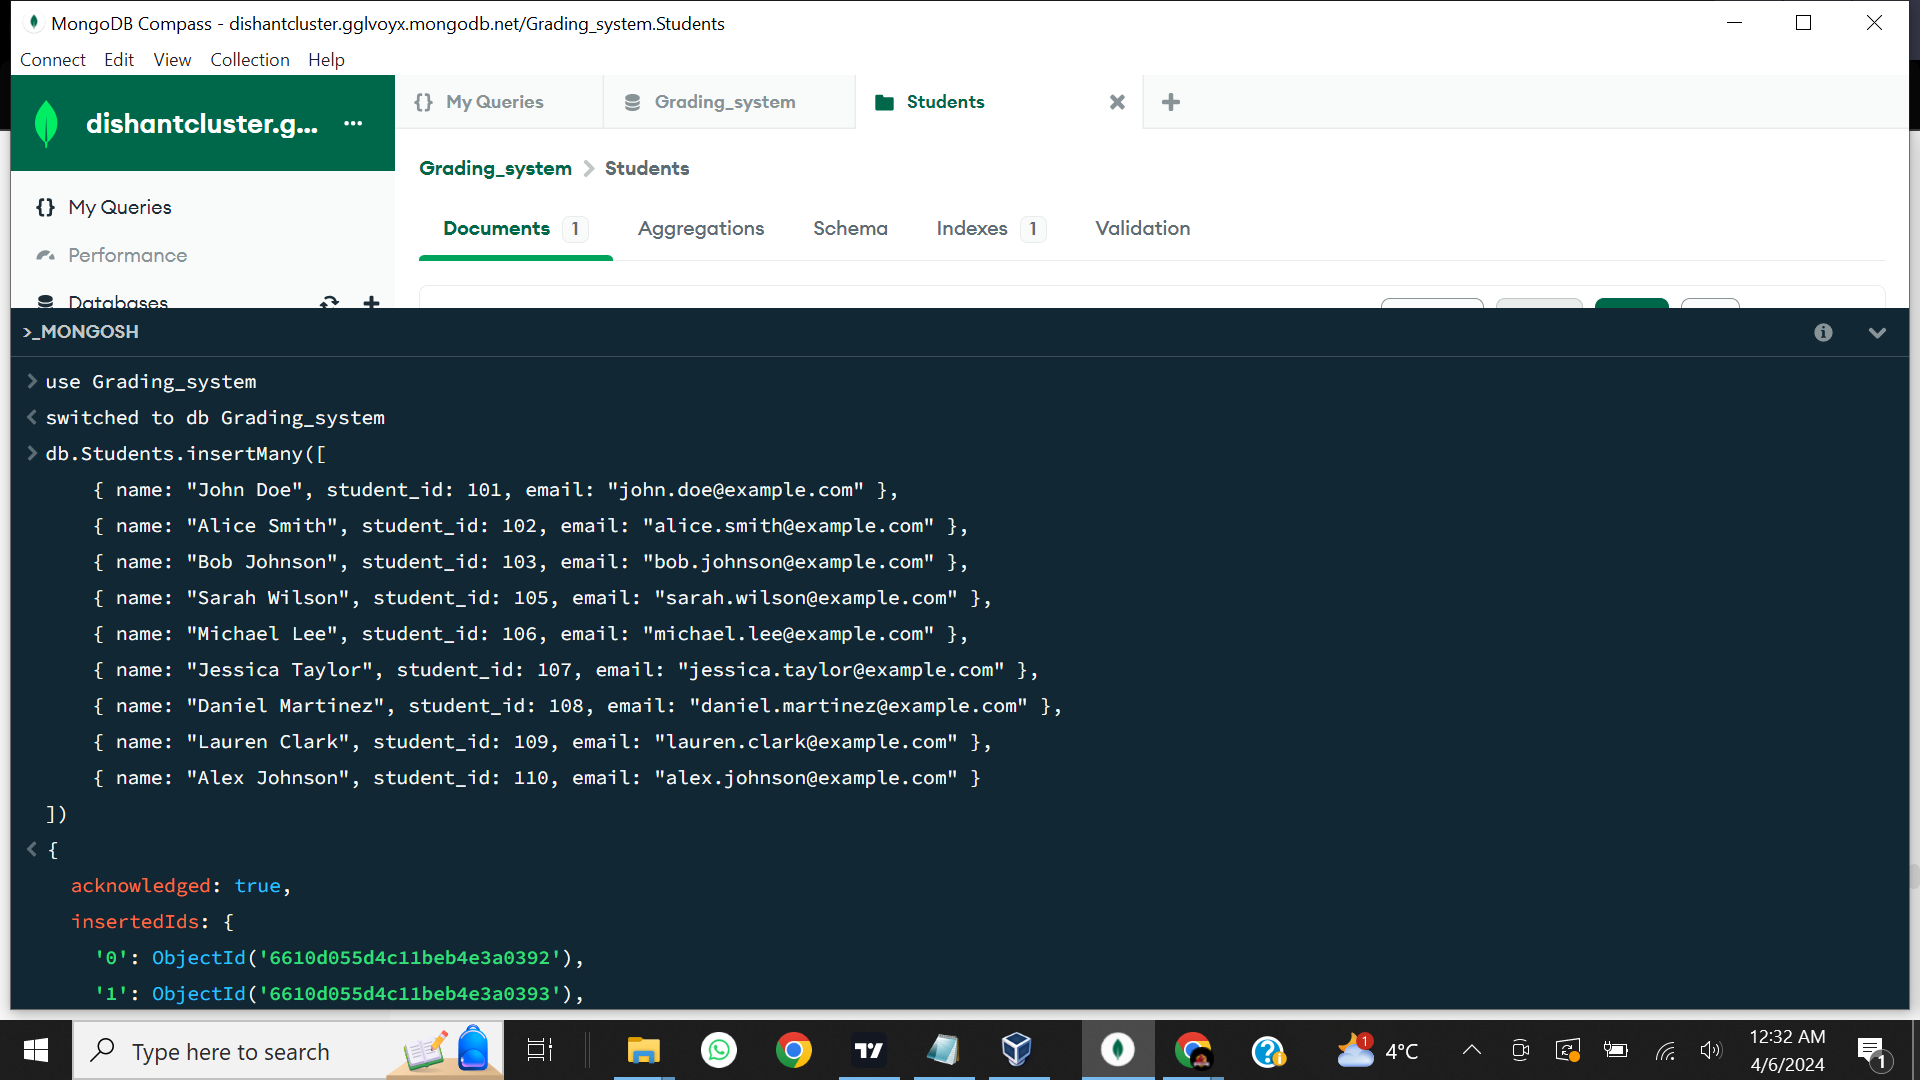 MongoDB Compass - dishantcluster.gglvoyx.mongodb.net/Grading_system.Students
Connect Edit View Collection Help
dishantcluster.g... ...
{} My Queries
Grading_system
Students
Grading_system > Students
{} My Queries
Performance
Databases
Documents 1 Aggregations Schema Indexes 1 Validation
>_MONGOSH
> use Grading_system
< switched to db Grading_system
> db.Students.insertMany([
{ name: "John Doe", student_id: 101, email: "john.doe@example.com" },
{ name: "Alice Smith", student_id: 102, email: "alice.smith@example.com" },
{ name: "Bob Johnson", student_id: 103, email: "bob.johnson@example.com" },
{ name: "Sarah Wilson", student_id: 105, email: "sarah.wilson@example.com" },
{ name: "Michael Lee", student_id: 106, email: "michael.lee@example.com" },
{ name: "Jessica Taylor", student_id: 107, email: "jessica.taylor@example.com" },
{ name: "Daniel Martinez", student_id: 108, email: "daniel.martinez@example.com" },
{ name: "Lauren Clark", student_id: 109, email: "lauren.clark@example.com" },
{ name: "Alex Johnson", student_id: 110, email: "alex.johnson@example.com" }
])
< {
acknowledged: true,
insertedIds: {
'0': ObjectId('6610d055d4c11beb4e3a0392'),
'1': ObjectId('6610d055d4c11beb4e3a0393'),
Type here to search
1
4°C
12:32 AM
4/6/2024
1